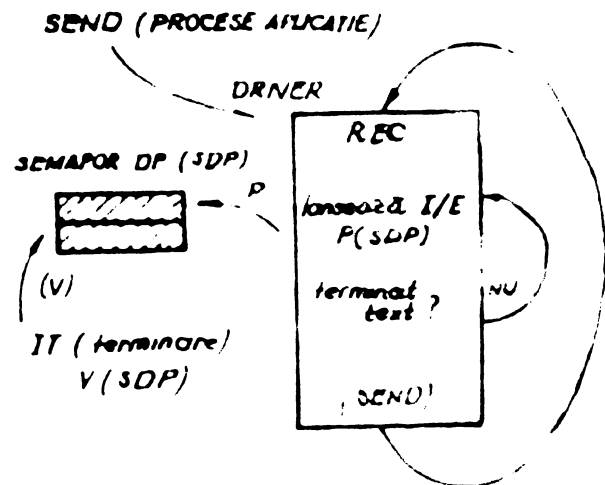 SEND (PROCESE APLICATIE)
DRIVER
REC
SEMAFOR DP (SDP)
P
lansează I/E
P(SDP)
(V)
terminat
text ?
NU
IT (terminare)
V (SDP)
(SEND)